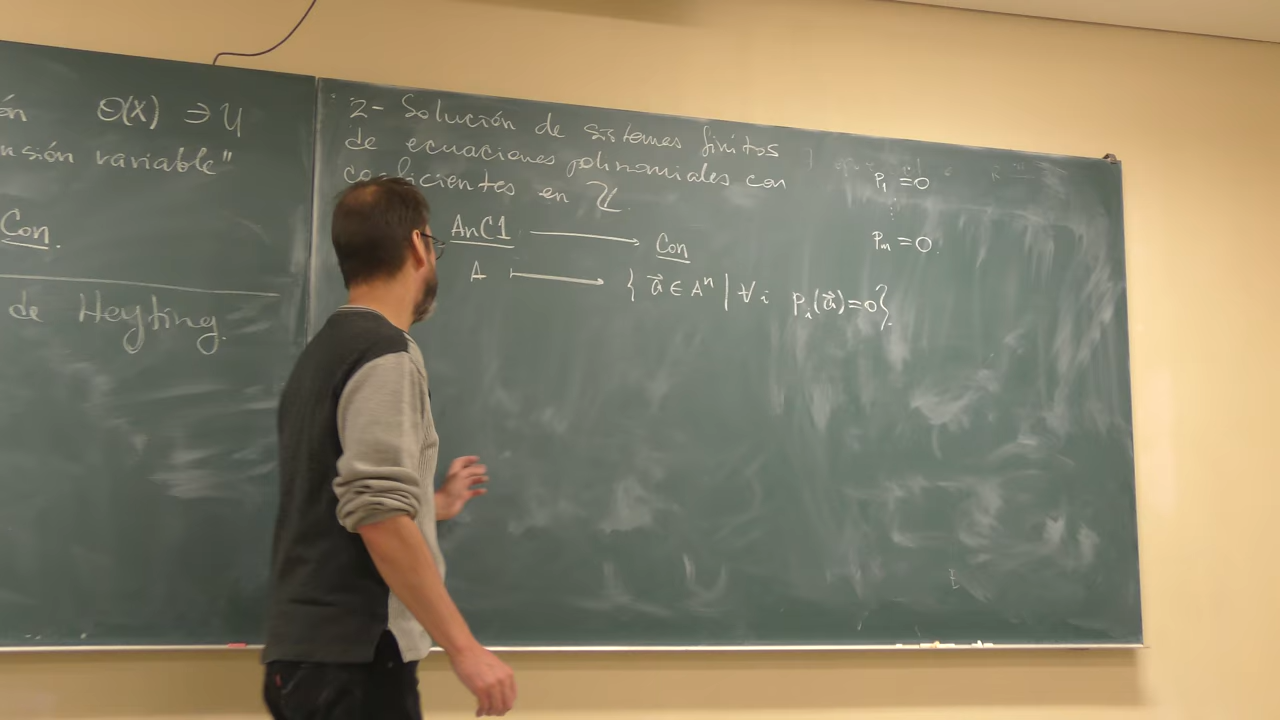 ón O(X) ∋ U
nsión variable"
Con.
de Heyting.
2- Solución de sistemas finitos
de ecuaciones polinomiales con
coeficientes en ℤ.
P₁ = 0
⋮
Pₘ = 0.
AnC1 ⟶ Con
A ⟼ { a⃗ ∈ Aⁿ | ∀i Pᵢ(a⃗)=0}.